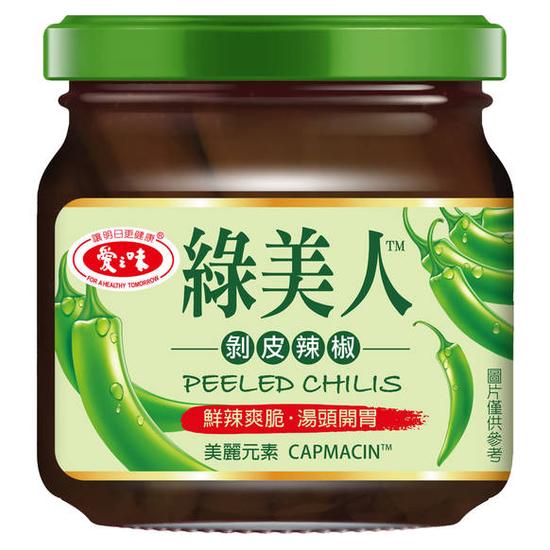 讓明日更健康®
愛之味
FOR A HEALTHY TOMORROW
綠美人™
剝皮辣椒
PEELED CHILIS
鮮辣爽脆·湯頭開胃
美麗元素 CAPMACIN™
圖片僅供參考